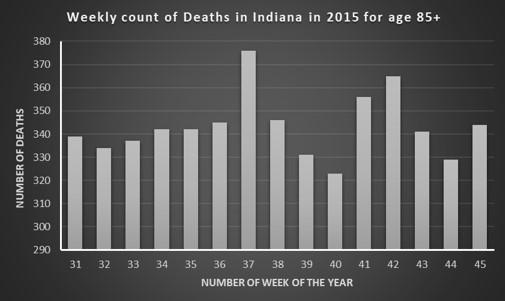 Weekly count of Deaths in Indiana in 2015 for age 85+
NUMBER OF DEATHS
380
370
360
350
340
330
320
310
300
290
31 32 33 34 35 36 37 38 39 40 41 42 43 44 45
NUMBER OF WEEK OF THE YEAR